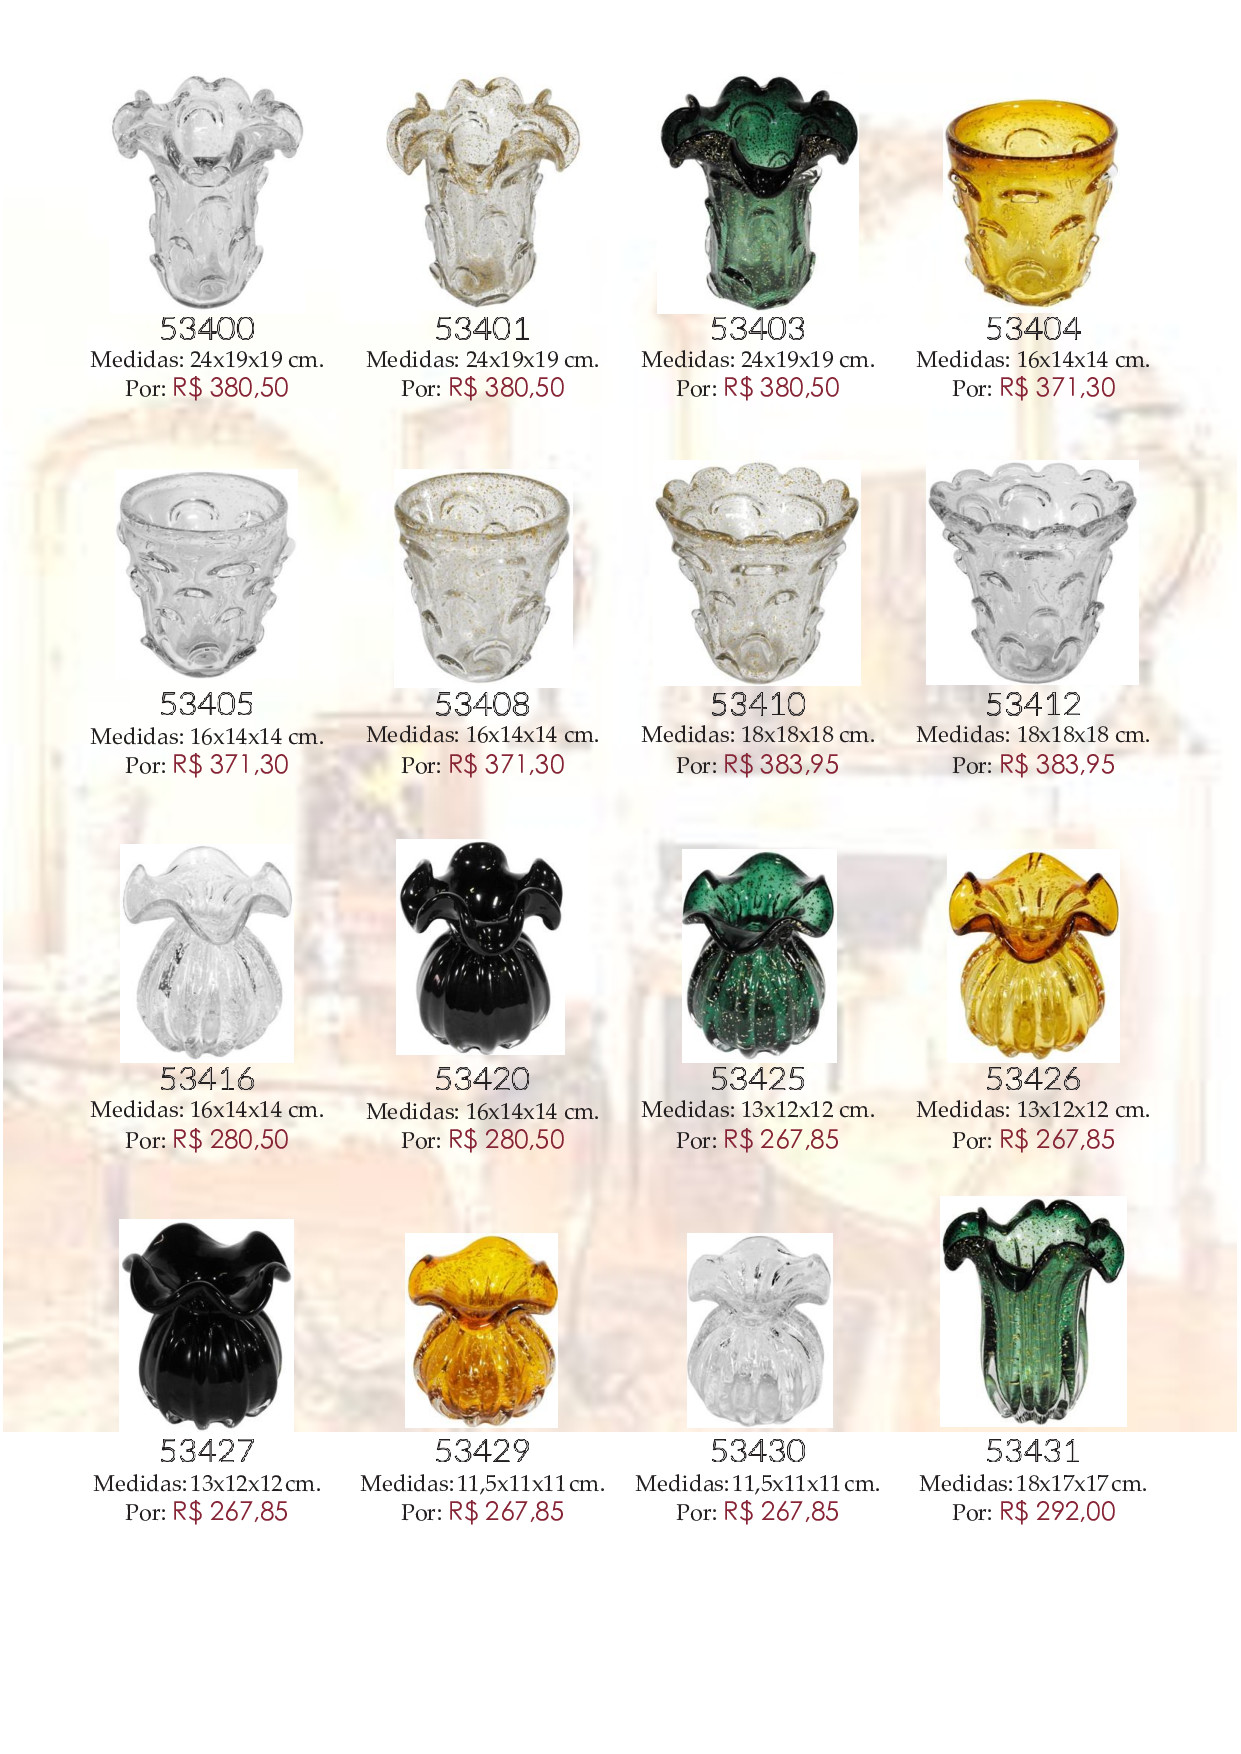 53400
Medidas: 24x19x19 cm.
Por: R$ 380,50
53401
Medidas: 24x19x19 cm.
Por: R$ 380,50
53403
Medidas: 24x19x19 cm.
Por: R$ 380,50
53404
Medidas: 16x14x14 cm.
Por: R$ 371,30
53405
Medidas: 16x14x14 cm.
Por: R$ 371,30
53408
Medidas: 16x14x14 cm.
Por: R$ 371,30
53410
Medidas: 18x18x18 cm.
Por: R$ 383,95
53412
Medidas: 18x18x18 cm.
Por: R$ 383,95
53416
Medidas: 16x14x14 cm.
Por: R$ 280,50
53420
Medidas: 16x14x14 cm.
Por: R$ 280,50
53425
Medidas: 13x12x12 cm.
Por: R$ 267,85
53426
Medidas: 13x12x12 cm.
Por: R$ 267,85
53427
Medidas: 13x12x12 cm.
Por: R$ 267,85
53429
Medidas: 11,5x11x11 cm.
Por: R$ 267,85
53430
Medidas: 11,5x11x11 cm.
Por: R$ 267,85
53431
Medidas: 18x17x17 cm.
Por: R$ 292,00